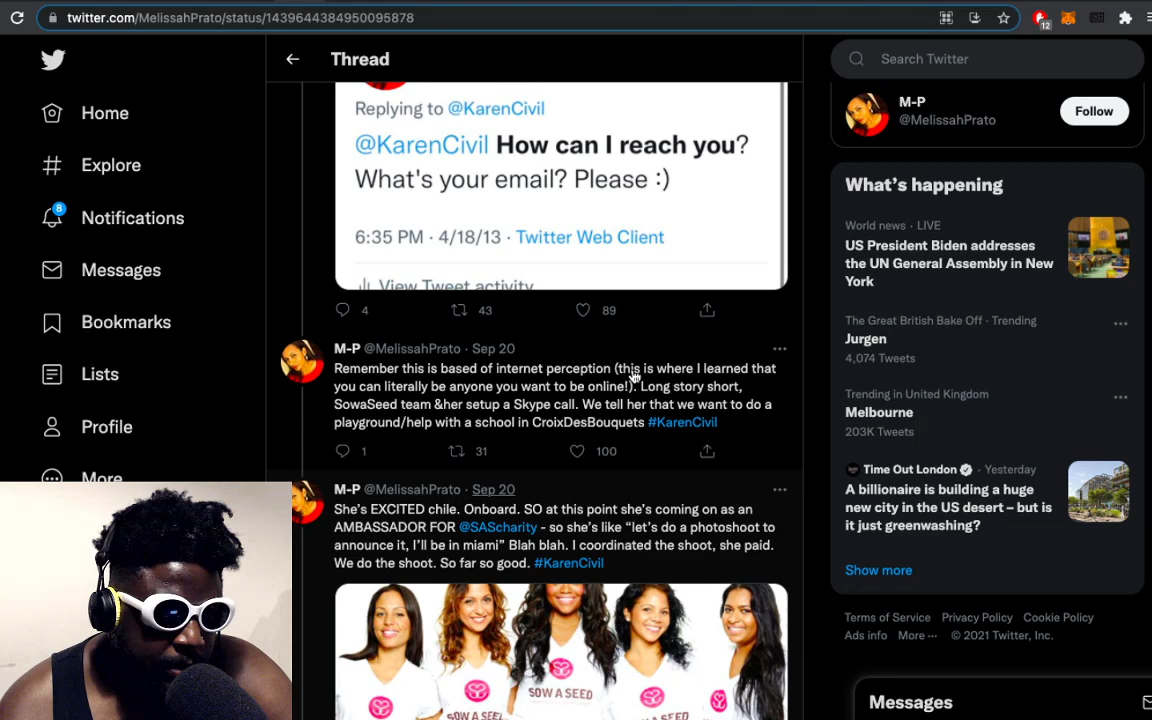 twitter.com/MelissahPrato/status/1439644384950095878
12
Thread
Search Twitter
Home
Explore
8
Notifications
Messages
Bookmarks
Lists
Profile
More
Replying to @KarenCivil
@KarenCivil How can I reach you?
What's your email? Please :)
6:35 PM · 4/18/13 · Twitter Web Client
View Tweet activity
4 43 89
M-P @MelissahPrato · Sep 20
Remember this is based of internet perception (this is where I learned that
you can literally be anyone you want to be online!). Long story short,
SowaSeed team &her setup a Skype call. We tell her that we want to do a
playground/help with a school in CroixDesBouquets #KarenCivil
1 31 100
M-P @MelissahPrato · Sep 20
She's EXCITED chile. Onboard. SO at this point she's coming on as an
AMBASSADOR FOR @SAScharity - so she's like “let's do a photoshoot to
announce it, I'll be in miami” Blah blah. I coordinated the shoot, she paid.
We do the shoot. So far so good. #KarenCivil
SOW A SEED
SOW A SEED
SOW A SEED
M-P
@MelissahPrato
Follow
What's happening
World news · LIVE
US President Biden addresses
the UN General Assembly in New
York
The Great British Bake Off · Trending
Jurgen
4,074 Tweets
Trending in United Kingdom
Melbourne
203K Tweets
Time Out London · Yesterday
A billionaire is building a huge
new city in the US desert – but is
it just greenwashing?
Show more
Terms of Service Privacy Policy Cookie Policy
Ads info More ··· © 2021 Twitter, Inc.
Messages